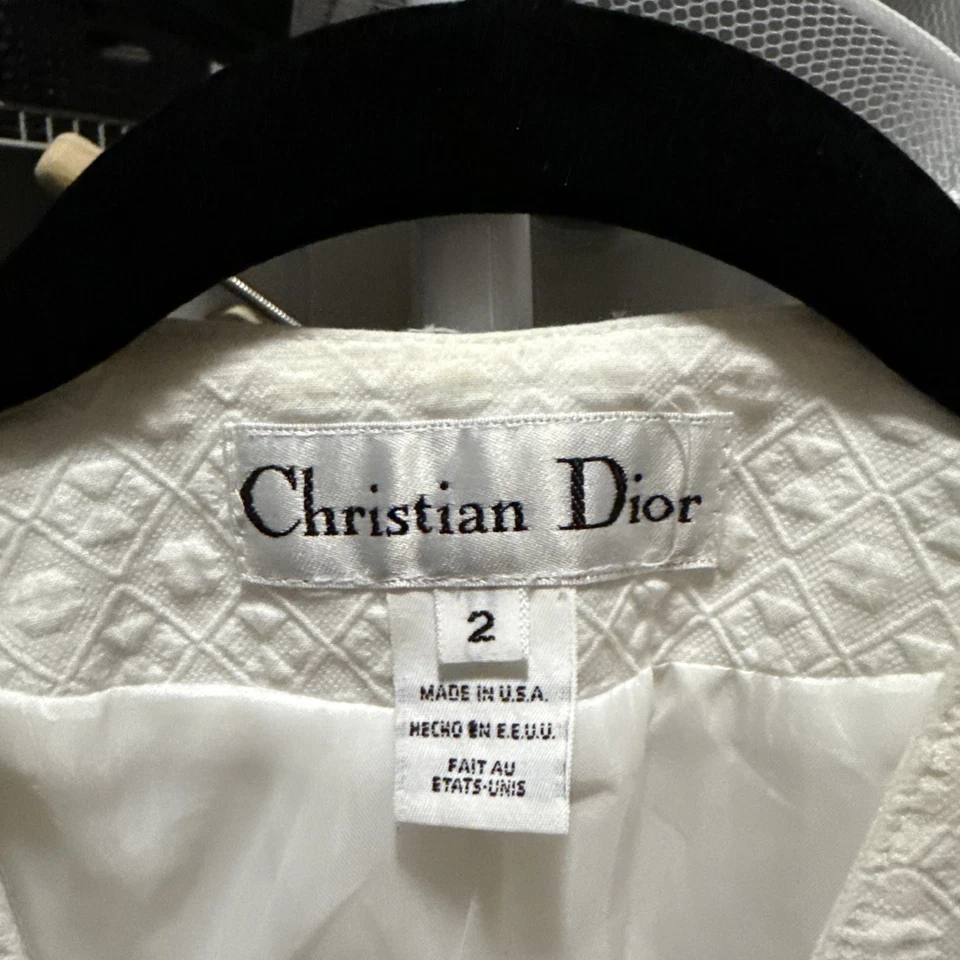 Christian Dior
2
MADE IN U.S.A.
HECHO EN E.E.U.U.
FAIT AU
ETATS-UNIS